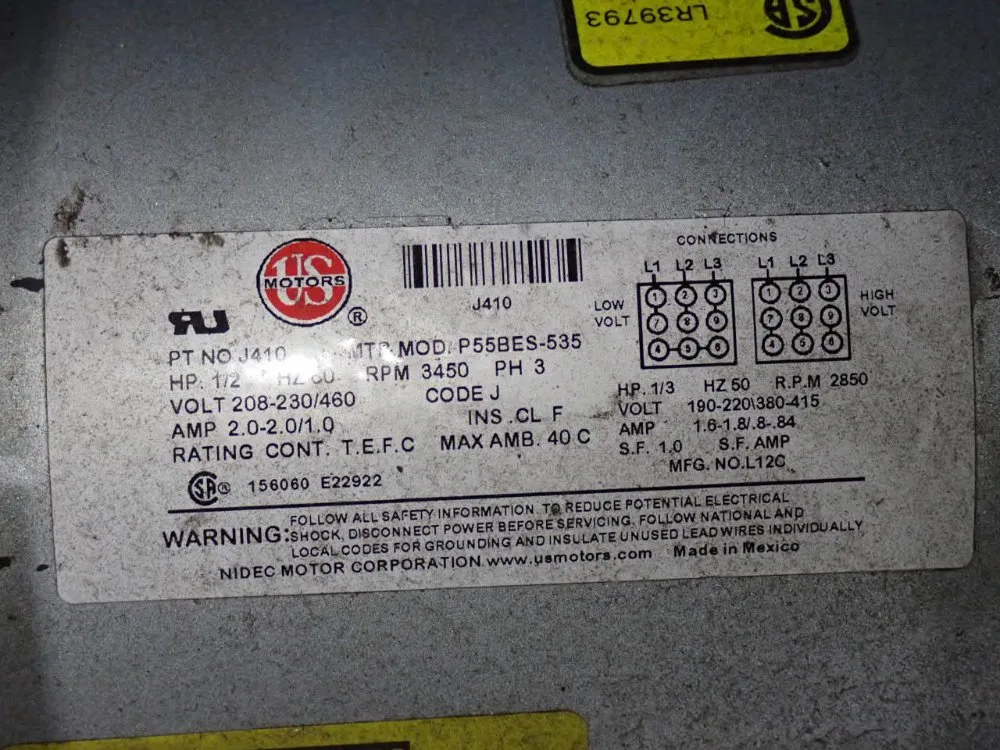 LR39793
US
MOTORS
®
J410
PT NO J410 MTR.MOD. P55BES-535
HP. 1/2 HZ 60 RPM 3450 PH 3
VOLT 208-230/460 CODE J
AMP 2.0-2.0/1.0 INS.CL F
RATING CONT. T.E.F.C MAX AMB. 40 C
® 156060 E22922
CONNECTIONS
LOW VOLT
L1 L2 L3
1 2 3
7 8 9
4 5 6
HIGH VOLT
L1 L2 L3
1 2 3
7 8 9
4 5 6
HP. 1/3 HZ 50 R.P.M 2850
VOLT 190-220\380-415
AMP 1.6-1.8/.8-.84
S.F. 1.0 S.F. AMP
MFG. NO.L12C
WARNING:
FOLLOW ALL SAFETY INFORMATION. TO REDUCE POTENTIAL ELECTRICAL
SHOCK, DISCONNECT POWER BEFORE SERVICING. FOLLOW NATIONAL AND
LOCAL CODES FOR GROUNDING AND INSULATE UNUSED LEAD WIRES INDIVIDUALLY
NIDEC MOTOR CORPORATION www.usmotors.com Made in Mexico